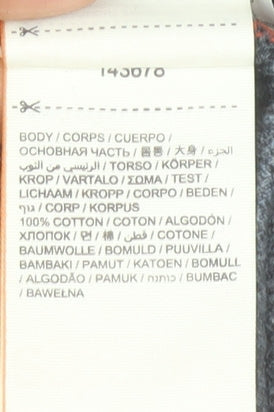 143678
BODY / CORPS / CUERPO /
ОСНОВНАЯ ЧАСТЬ / 몸통 / 大身 / الجزء
الرئيسي من الثوب / TORSO / KÖRPER /
KROP / VARTALO / ΣΩΜΑ / TEST /
LICHAAM / KROPP / CORPO / BEDEN /
גוף / CORP / KORPUS
100% COTTON / COTON / ALGODÓN /
ХЛОПОК / 면 / 棉 / قطن / COTONE /
BAUMWOLLE / BOMULD / PUUVILLA /
BAMBAKI / PAMUT / KATOEN / BOMULL
/ ALGODÃO / PAMUK / כותנה / BUMBAC
/ BAWEŁNA